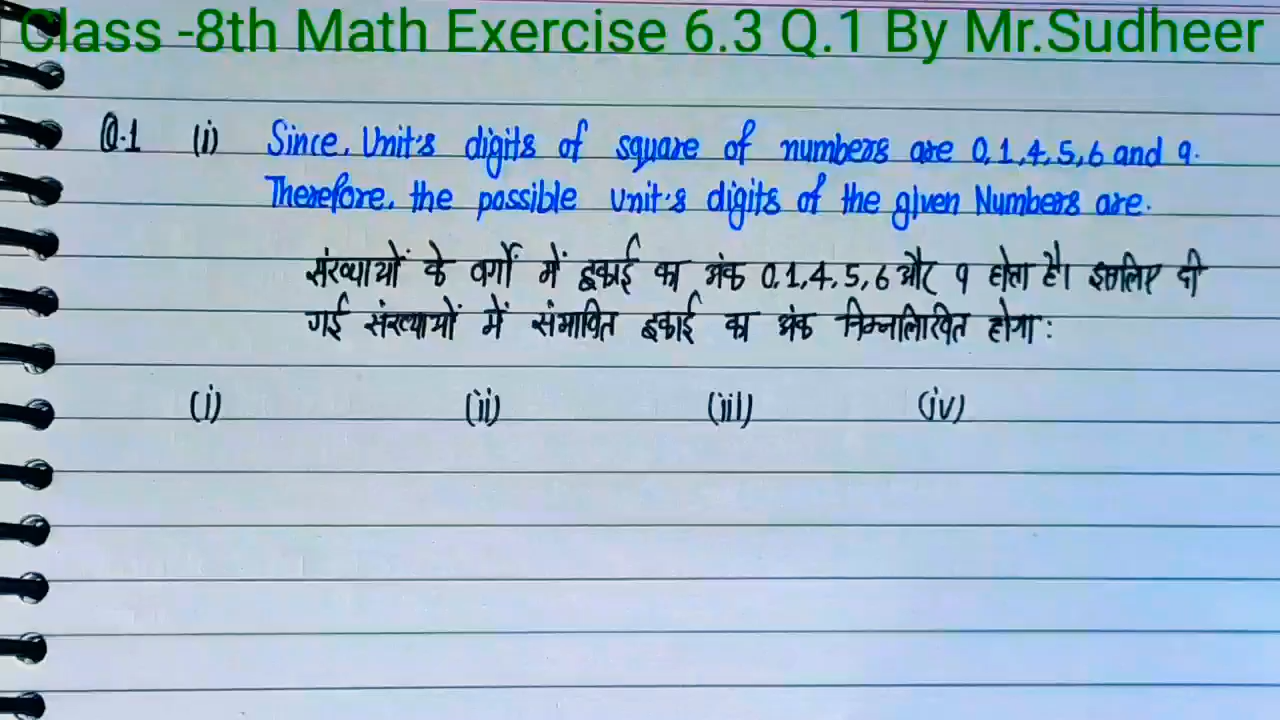 Class -8th Math Exercise 6.3 Q.1 By Mr.Sudheer
Q.1 (i) Since, Unit's digits of square of numbers are 0,1,4,5,6 and 9.
Therefore, the possible unit's digits of the given Numbers are.
संख्याओं के वर्गों में इकाई का अंक 0,1,4,5,6 और 9 होता है। इसलिए दी
गई संख्यायों में संभावित इकाई का अंक निम्नलिखित होगा:
(i) (ii) (iii) (iv)